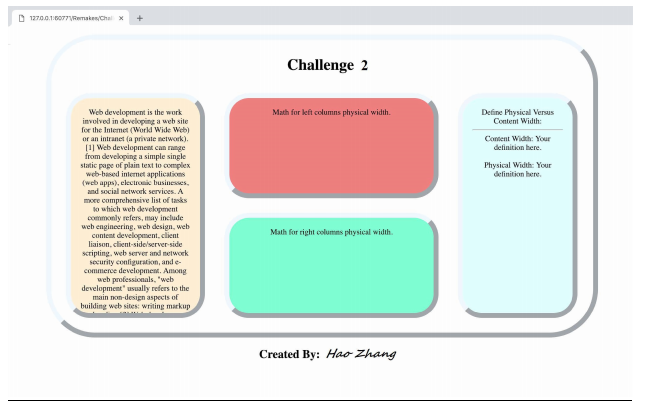 127.0.0.1:60771/Remakes/Chal
Challenge 2
Web development is the work
involved in developing a web site
for the Internet (World Wide Web)
or an intranet (a private network).
[1] Web development can range
from developing a simple single
static page of plain text to complex
web-based internet applications
(web apps), electronic businesses,
and social network services. A
more comprehensive list of tasks
to which web development
commonly refers, may include
web engineering, web design, web
content development, client
liaison, client-side/server-side
scripting, web server and network
security configuration, and e-
commerce development. Among
web professionals, "web
development" usually refers to the
main non-design aspects of
building web sites: writing markup
Math for left columns physical width.
Math for right columns physical width.
Define Physical Versus
Content Width:
Content Width: Your
definition here.
Physical Width: Your
definition here.
Created By: Hao Zhang